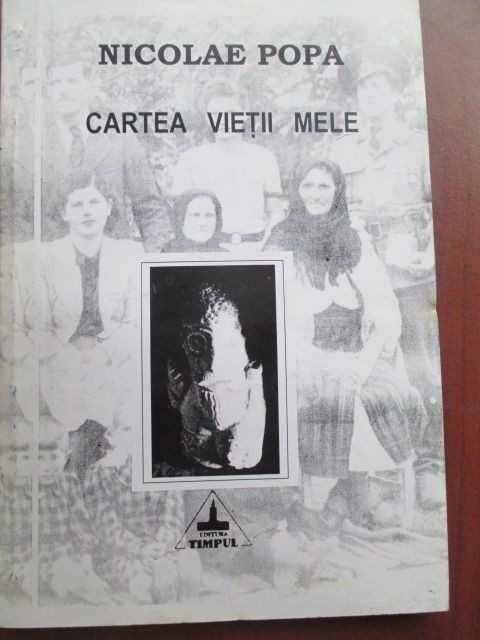 NICOLAE POPA
CARTEA VIEȚII MELE
EDITURA
TIMPUL